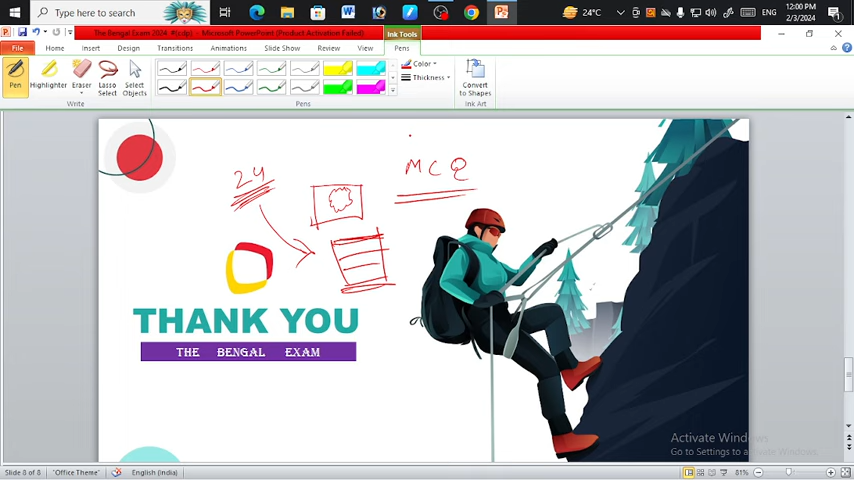 Type here to search
24°C
ENG
12:00 PM
2/3/2024
The Bengal Exam 2024_#(cdp) - Microsoft PowerPoint (Product Activation Failed)
Ink Tools
File
Home
Insert
Design
Transitions
Animations
Slide Show
Review
View
Pens
Pen
Highlighter
Eraser
Lasso Select
Select Objects
Color
Thickness
Convert to Shapes
Write
Pens
Ink Art
24
MCQ
THANK YOU
THE BENGAL EXAM
Activate Windows
Go to Settings to activate Windows.
Slide 8 of 8
"Office Theme"
English (India)
81%